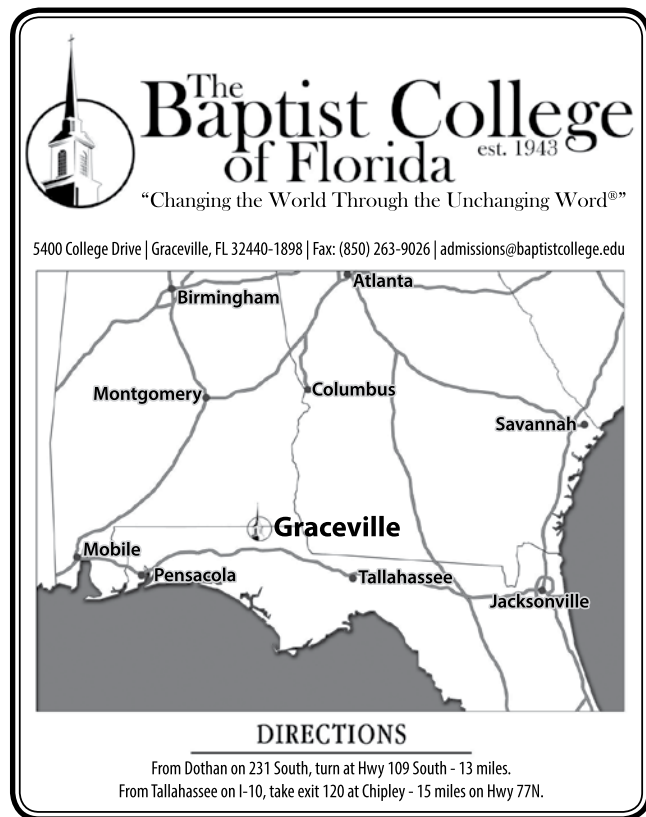 The
Baptist College
of Florida est. 1943
“Changing the World Through the Unchanging Word®”
5400 College Drive | Graceville, FL 32440-1898 | Fax: (850) 263-9026 | admissions@baptistcollege.edu
Atlanta
Birmingham
Montgomery
Columbus
Savannah
Graceville
Mobile
Pensacola
Tallahassee
Jacksonville
DIRECTIONS
From Dothan on 231 South, turn at Hwy 109 South - 13 miles.
From Tallahassee on I-10, take exit 120 at Chipley - 15 miles on Hwy 77N.